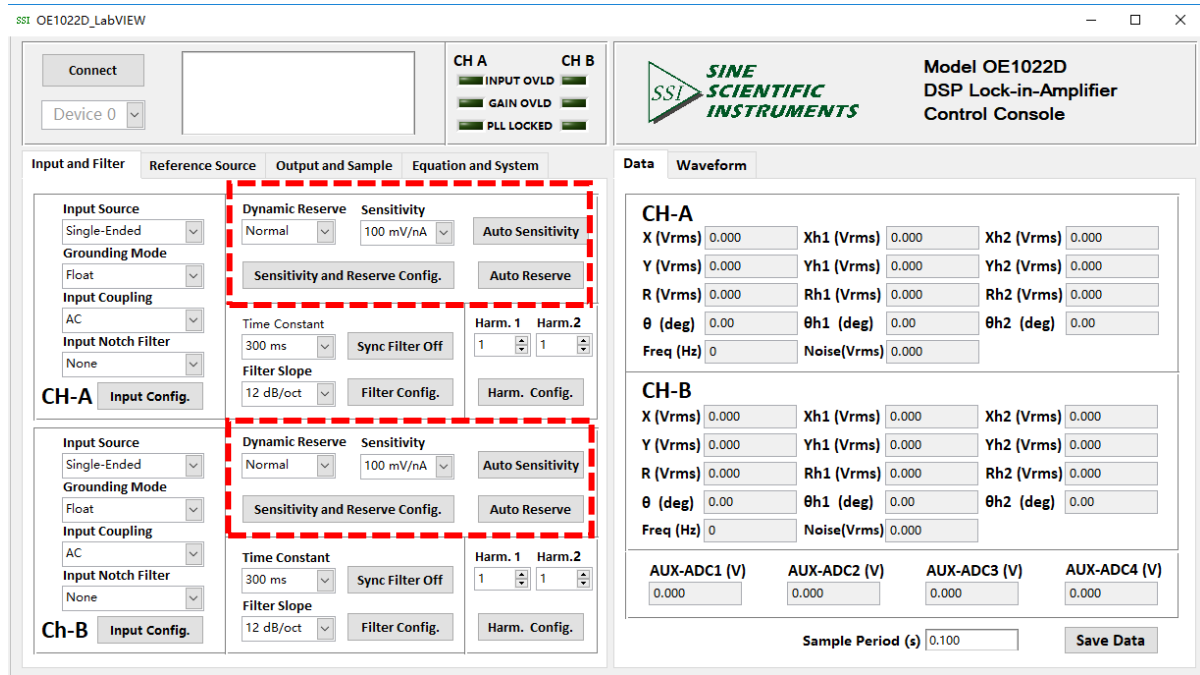 SSI OE1022D_LabVIEW
Connect
Device 0
CH A CH B
INPUT OVLD
GAIN OVLD
PLL LOCKED
SSI
SINE
SCIENTIFIC
INSTRUMENTS
Model OE1022D
DSP Lock-in-Amplifier
Control Console
Input and Filter Reference Source Output and Sample Equation and System
Input Source
Single-Ended
Grounding Mode
Float
Input Coupling
AC
Input Notch Filter
None
CH-A Input Config.
Dynamic Reserve Sensitivity
Normal 100 mV/nA Auto Sensitivity
Sensitivity and Reserve Config. Auto Reserve
Time Constant
300 ms Sync Filter Off
Filter Slope
12 dB/oct Filter Config.
Harm. 1 Harm.2
1 1
Harm. Config.
Input Source
Single-Ended
Grounding Mode
Float
Input Coupling
AC
Input Notch Filter
None
Ch-B Input Config.
Dynamic Reserve Sensitivity
Normal 100 mV/nA Auto Sensitivity
Sensitivity and Reserve Config. Auto Reserve
Time Constant
300 ms Sync Filter Off
Filter Slope
12 dB/oct Filter Config.
Harm. 1 Harm.2
1 1
Harm. Config.
Data Waveform
CH-A
X (Vrms) 0.000 Xh1 (Vrms) 0.000 Xh2 (Vrms) 0.000
Y (Vrms) 0.000 Yh1 (Vrms) 0.000 Yh2 (Vrms) 0.000
R (Vrms) 0.000 Rh1 (Vrms) 0.000 Rh2 (Vrms) 0.000
θ (deg) 0.00 θh1 (deg) 0.00 θh2 (deg) 0.00
Freq (Hz) 0 Noise(Vrms) 0.000
CH-B
X (Vrms) 0.000 Xh1 (Vrms) 0.000 Xh2 (Vrms) 0.000
Y (Vrms) 0.000 Yh1 (Vrms) 0.000 Yh2 (Vrms) 0.000
R (Vrms) 0.000 Rh1 (Vrms) 0.000 Rh2 (Vrms) 0.000
θ (deg) 0.00 θh1 (deg) 0.00 θh2 (deg) 0.00
Freq (Hz) 0 Noise(Vrms) 0.000
AUX-ADC1 (V) AUX-ADC2 (V) AUX-ADC3 (V) AUX-ADC4 (V)
0.000 0.000 0.000 0.000
Sample Period (s) 0.100 Save Data